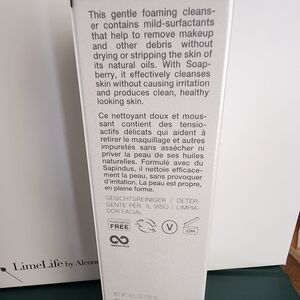 This gentle foaming cleans-
er contains mild-surfactants
that help to remove makeup
and other debris without
drying or stripping the skin of
its natural oils. With Soap-
berry, it effectively cleanses
skin without causing irritation
and produces clean, healthy
looking skin.
Ce nettoyant doux et mous-
sant contient des tensio-
actifs délicats qui aident à
retirer le maquillage et autres
impuretés sans assécher ni
priver la peau de ses huiles
naturelles. Formulé avec du
Sapindus, il nettoie efficace-
ment la peau, sans provoquer
d'irritation. La peau est propre,
en pleine forme.
GESICHTSREINIGER / DETER-
GENTE PER IL VISO / LIMPIA-
DOR FACIAL
FREE
V
12M
LimeLife by Alcone